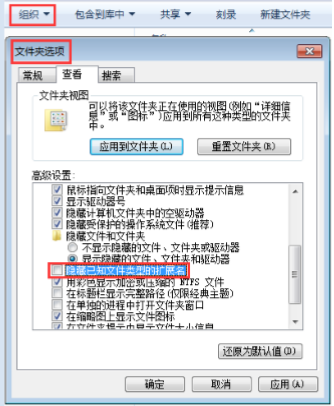 组织 包含到库中 共享 刻录 新建文件夹
文件夹选项
常规 查看 搜索
文件夹视图
可以将该文件夹正在使用的视图(例如“详细信
息”或“图标”)应用到所有这种类型的文件夹
中。
应用到文件夹(L) 重置文件夹(R)
高级设置:
鼠标指向文件夹和桌面项时显示提示信息
显示驱动器号
隐藏计算机文件夹中的空驱动器
隐藏受保护的操作系统文件(推荐)
隐藏文件和文件夹
不显示隐藏的文件、文件夹或驱动器
显示隐藏的文件、文件夹和驱动器
隐藏已知文件类型的扩展名
用彩色显示加密或压缩的 NTFS 文件
在标题栏显示完整路径(仅限经典主题)
在单独的进程中打开文件夹窗口
在缩略图上显示文件图标
在文件夹提示中显示文件大小信息
还原为默认值(D)
确定 取消 应用(A)